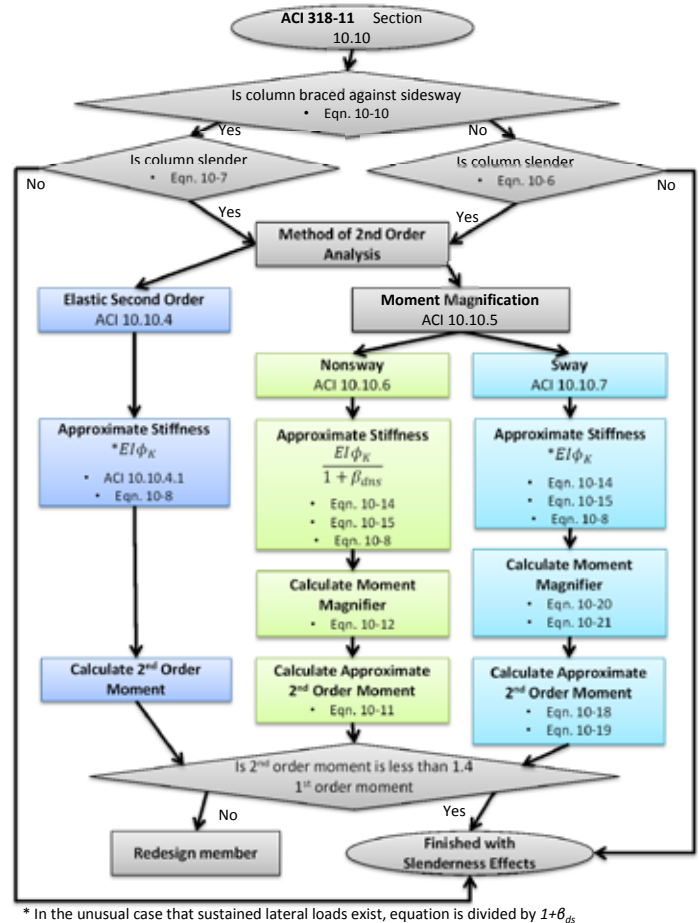 ACI 318-11 Section
10.10
Is column braced against sidesway
• Eqn. 10-10
Yes
No
Is column slender
• Eqn. 10-7
Is column slender
• Eqn. 10-6
No
No
Yes
Yes
Method of 2nd Order
Analysis
Elastic Second Order
ACI 10.10.4
Moment Magnification
ACI 10.10.5
Nonsway
ACI 10.10.6
Sway
ACI 10.10.7
Approximate Stiffness
*EIϕ_K
• ACI 10.10.4.1
• Eqn. 10-8
Approximate Stiffness
EIϕ_K
1 + β_dns
• Eqn. 10-14
• Eqn. 10-15
• Eqn. 10-8
Approximate Stiffness
*EIϕ_K
• Eqn. 10-14
• Eqn. 10-15
• Eqn. 10-8
Calculate Moment
Magnifier
• Eqn. 10-12
Calculate Moment
Magnifier
• Eqn. 10-20
• Eqn. 10-21
Calculate 2nd Order
Moment
Calculate Approximate
2nd Order Moment
• Eqn. 10-11
Calculate Approximate
2nd Order Moment
• Eqn. 10-18
• Eqn. 10-19
Is 2nd order moment is less than 1.4
1st order moment
No
Yes
Redesign member
Finished with
Slenderness Effects
* In the unusual case that sustained lateral loads exist, equation is divided by 1+β_ds